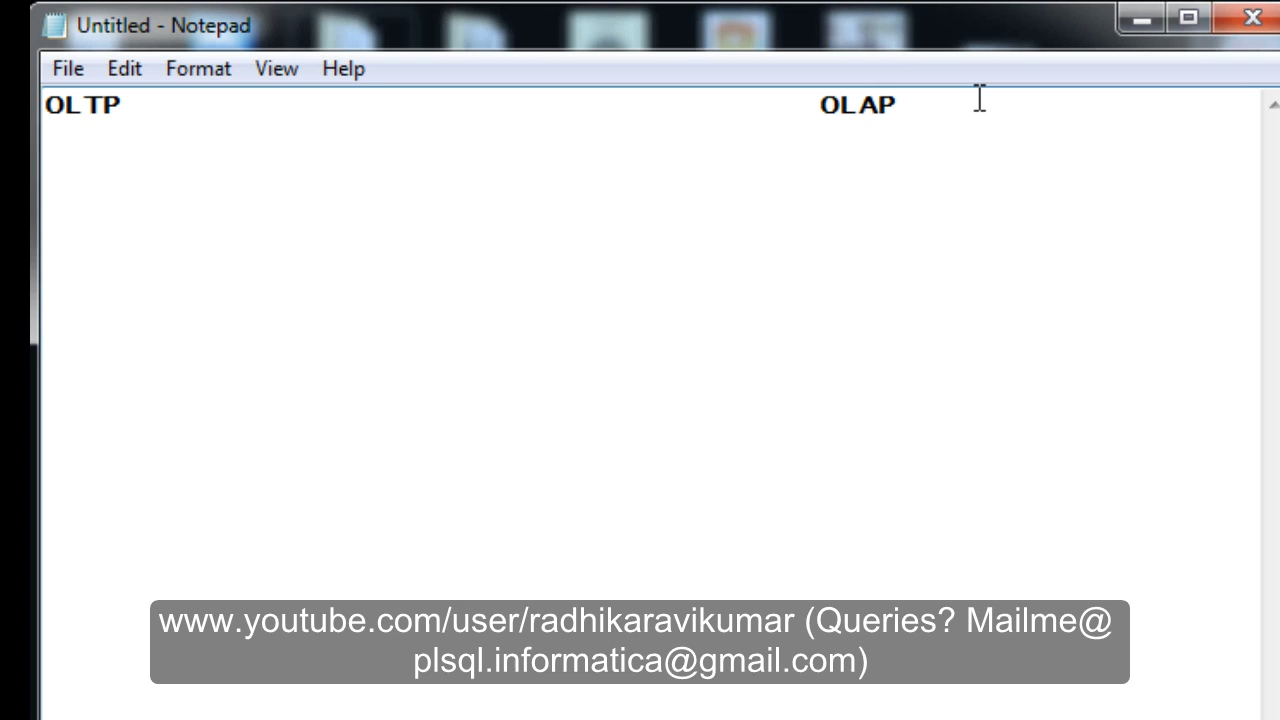 Untitled - Notepad
File Edit Format View Help
OLTP OLAP
www.youtube.com/user/radhikaravikumar (Queries? Mailme@
plsql.informatica@gmail.com)